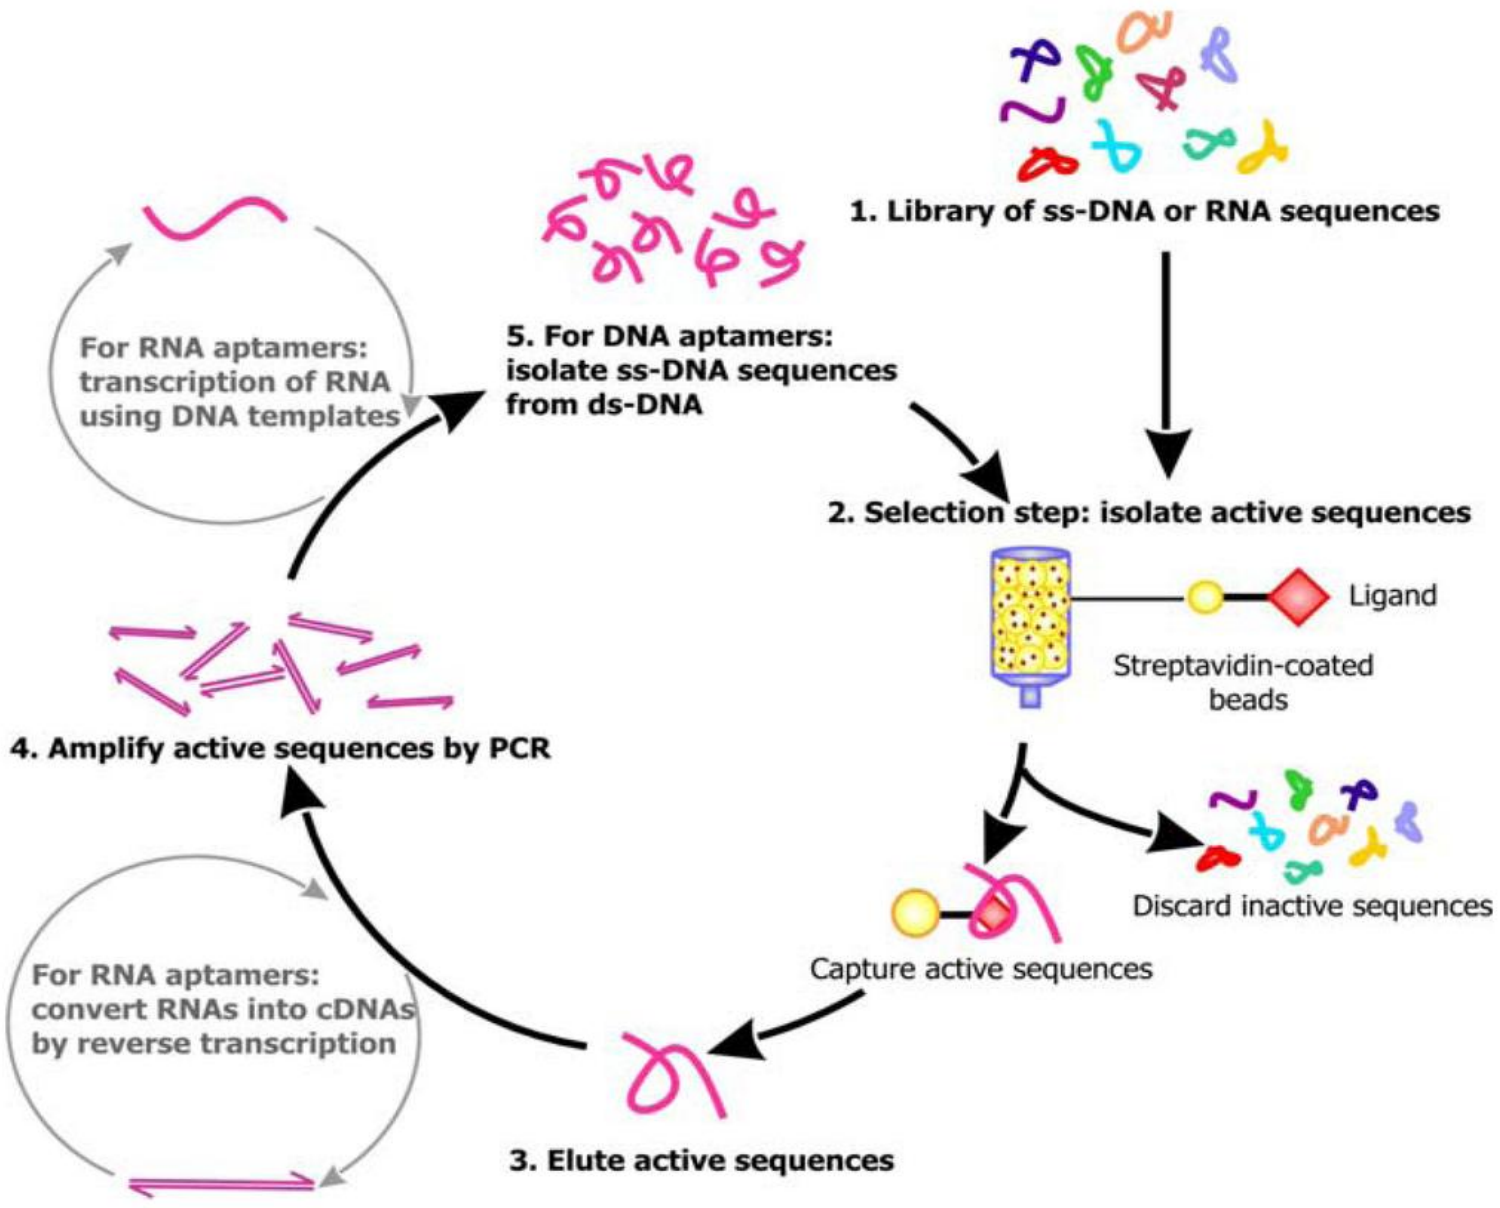 1. Library of ss-DNA or RNA sequences
2. Selection step: isolate active sequences
Ligand
Streptavidin-coated
beads
Discard inactive sequences
Capture active sequences
3. Elute active sequences
For RNA aptamers:
convert RNAs into cDNAs
by reverse transcription
4. Amplify active sequences by PCR
For RNA aptamers:
transcription of RNA
using DNA templates
5. For DNA aptamers:
isolate ss-DNA sequences
from ds-DNA